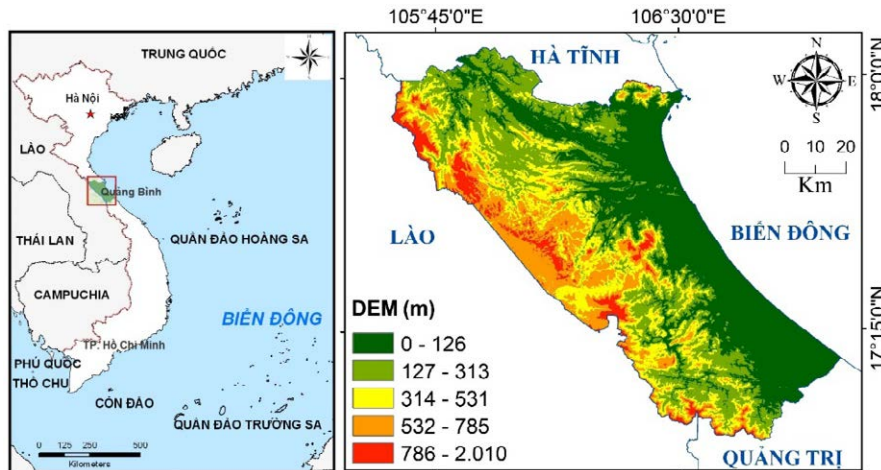 TRUNG QUỐC
Hà Nội
LÀO
Quảng Bình
THÁI LAN
QUẦN ĐẢO HOÀNG SA
CAMPUCHIA
BIỂN ĐÔNG
TP. Hồ Chí Minh
PHÚ QUỐC
THỔ CHU
CÔN ĐẢO
QUẦN ĐẢO TRƯỜNG SA
0 125 250 500
Kilometers
105°45'0"E
106°30'0"E
HÀ TĨNH
18°0'0"N
N
W E
S
0 10 20
Km
LÀO
BIỂN ĐÔNG
DEM (m)
0 - 126
127 - 313
314 - 531
532 - 785
786 - 2.010
17°15'0"N
QUẢNG TRỊ